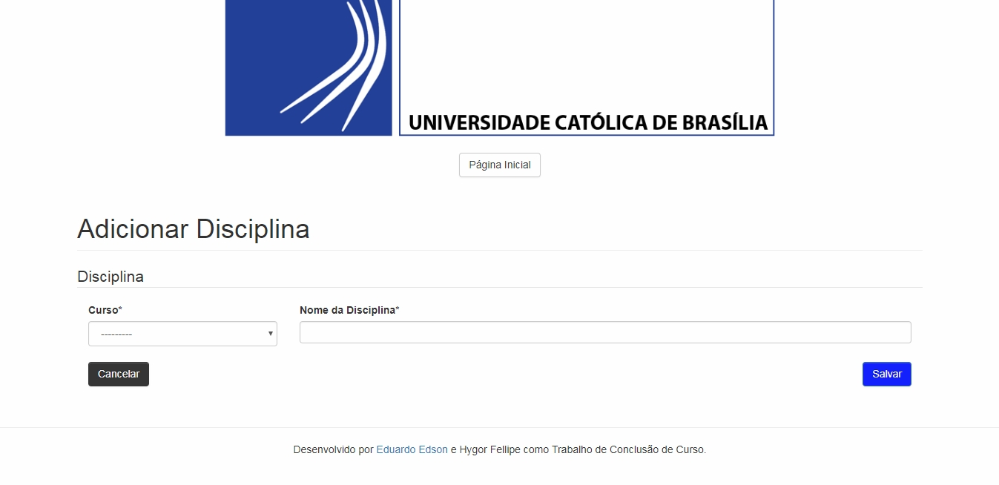 UNIVERSIDADE CATÓLICA DE BRASÍLIA
Página Inicial
Adicionar Disciplina
Disciplina
Curso* Nome da Disciplina*
---------
Cancelar Salvar
Desenvolvido por Eduardo Edson e Hygor Fellipe como Trabalho de Conclusão de Curso.